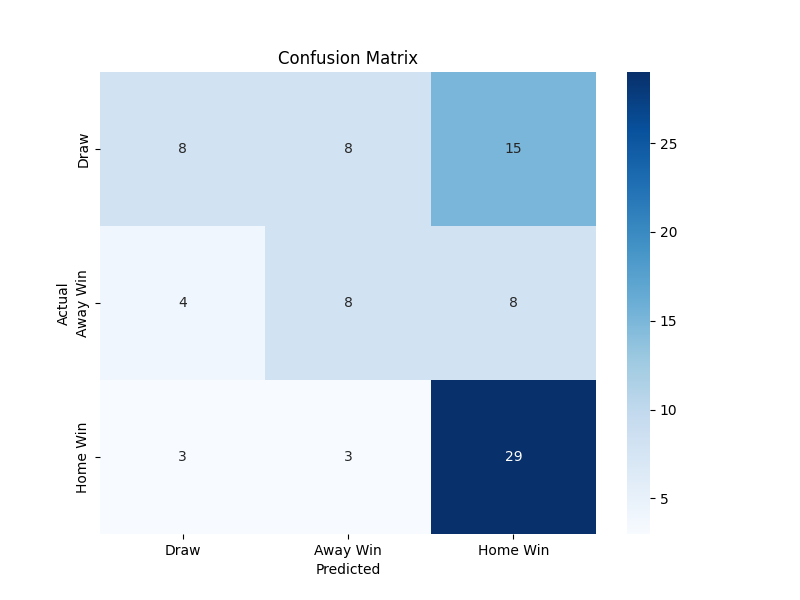 Confusion Matrix
Draw
8 8 15
25
20
Actual
Away Win
4 8 8
15
10
Home Win
3 3 29
5
Draw Away Win Home Win
Predicted